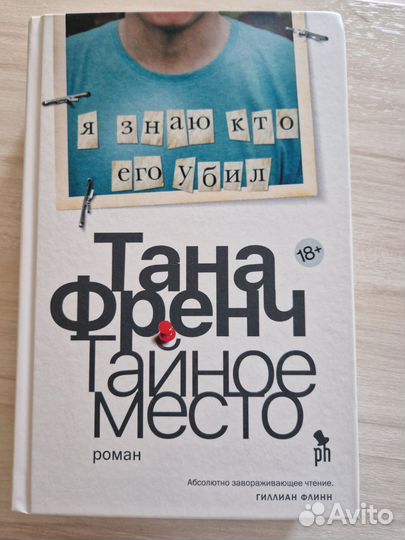 я знаю кто
его убил
18+
Тана
Френч
Тайное
место
роман
ph
Абсолютно завораживающее чтение.
ГИЛЛИАН ФЛИНН
Avito